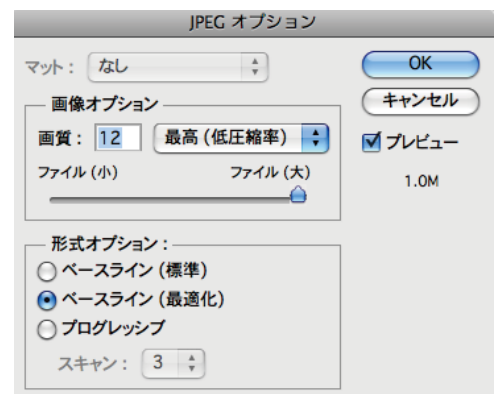 JPEG オプション
マット： なし
OK
キャンセル
プレビュー
1.0M
画像オプション
画質： 12 最高 (低圧縮率)
ファイル (小) ファイル (大)
形式オプション：
ベースライン (標準)
ベースライン (最適化)
プログレッシブ
スキャン： 3